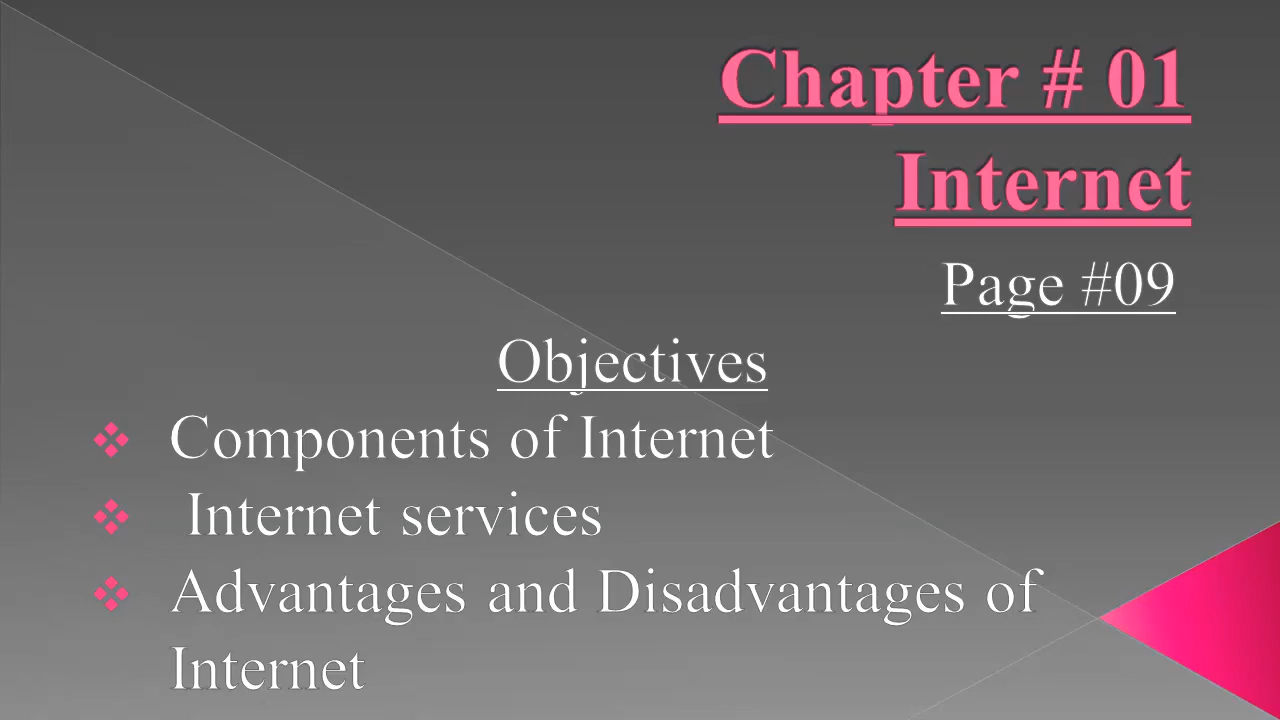 Chapter # 01
Internet
Page #09
Objectives
Components of Internet
Internet services
Advantages and Disadvantages of
Internet